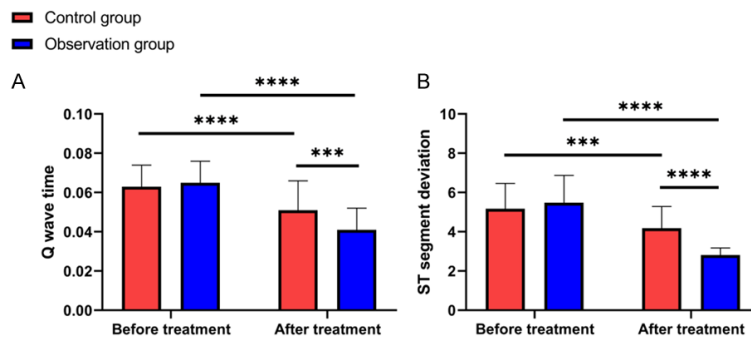 Control group
Observation group
A
B
****
****
***
Q wave time
0.10
0.08
0.06
0.04
0.02
0.00
Before treatment
After treatment
****
***
****
ST segment deviation
10
8
6
4
2
0
Before treatment
After treatment